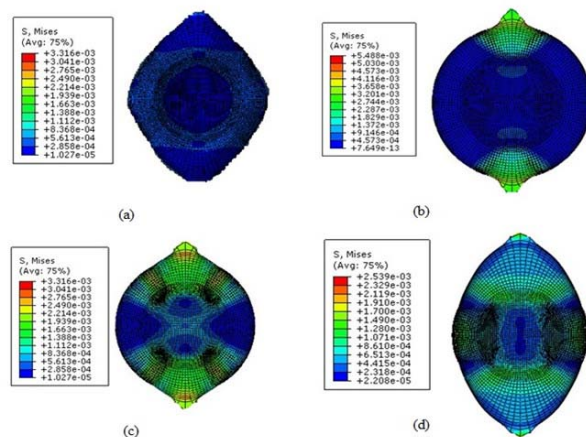 S, Mises
(Avg: 75%)
+3.316e-03
+3.041e-03
+2.765e-03
+2.490e-03
+2.214e-03
+1.939e-03
+1.663e-03
+1.388e-03
+1.112e-03
+8.368e-04
+5.613e-04
+2.858e-04
+1.027e-05
(a)
S, Mises
(Avg: 75%)
+5.488e-03
+5.030e-03
+4.573e-03
+4.116e-03
+3.658e-03
+3.201e-03
+2.744e-03
+2.287e-03
+1.829e-03
+1.372e-03
+9.146e-04
+4.573e-04
+7.649e-13
(b)
S, Mises
(Avg: 75%)
+3.316e-03
+3.041e-03
+2.765e-03
+2.490e-03
+2.214e-03
+1.939e-03
+1.663e-03
+1.388e-03
+1.112e-03
+8.368e-04
+5.613e-04
+2.858e-04
+1.027e-05
(c)
S, Mises
(Avg: 75%)
+2.539e-03
+2.329e-03
+2.119e-03
+1.910e-03
+1.700e-03
+1.490e-03
+1.280e-03
+1.071e-03
+8.610e-04
+6.513e-04
+4.415e-04
+2.318e-04
+2.208e-05
(d)